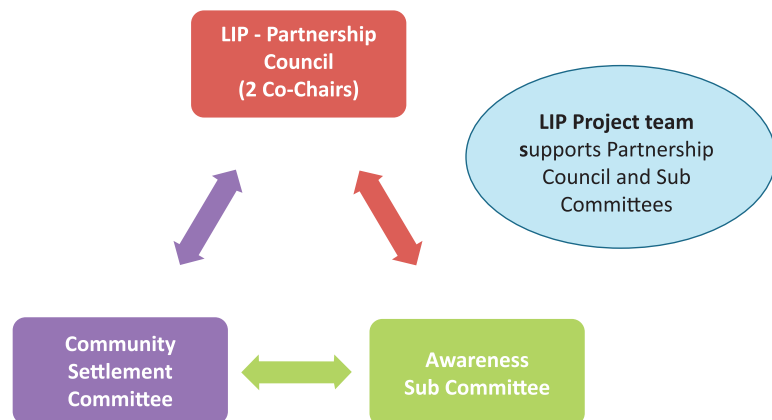 LIP - Partnership
Council
(2 Co-Chairs)
LIP Project team
supports Partnership
Council and Sub
Committees
Community
Settlement
Committee
Awareness
Sub Committee